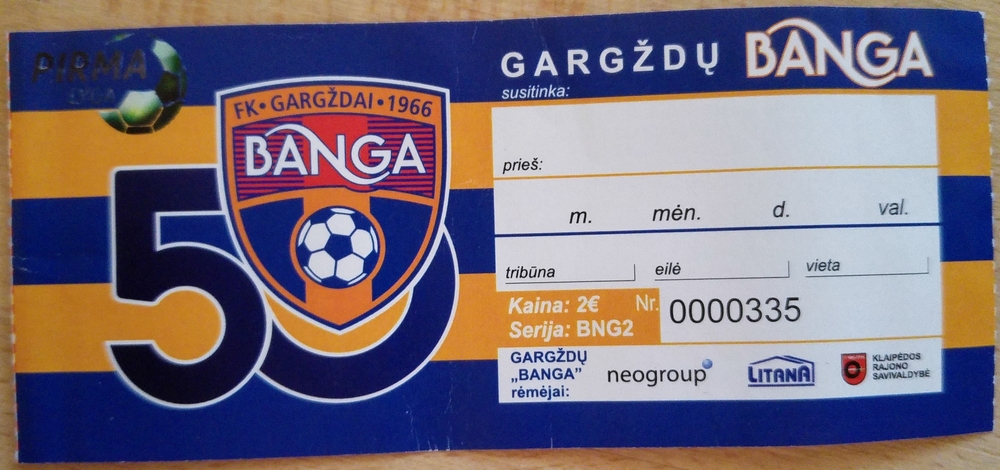 PIRMA
LYGA
50
FK • GARGŽDAI • 1966
BANGA
GARGŽDŲ BANGA
susitinka:
prieš:
m. mėn. d. val.
tribūna eilė vieta
Kaina: 2€ Nr. 0000335
Serija: BNG2
GARGŽDŲ
„BANGA”
rėmėjai:
neogroup
LITANA
KLAIPĖDOS
RAJONO
SAVIVALDYBĖ